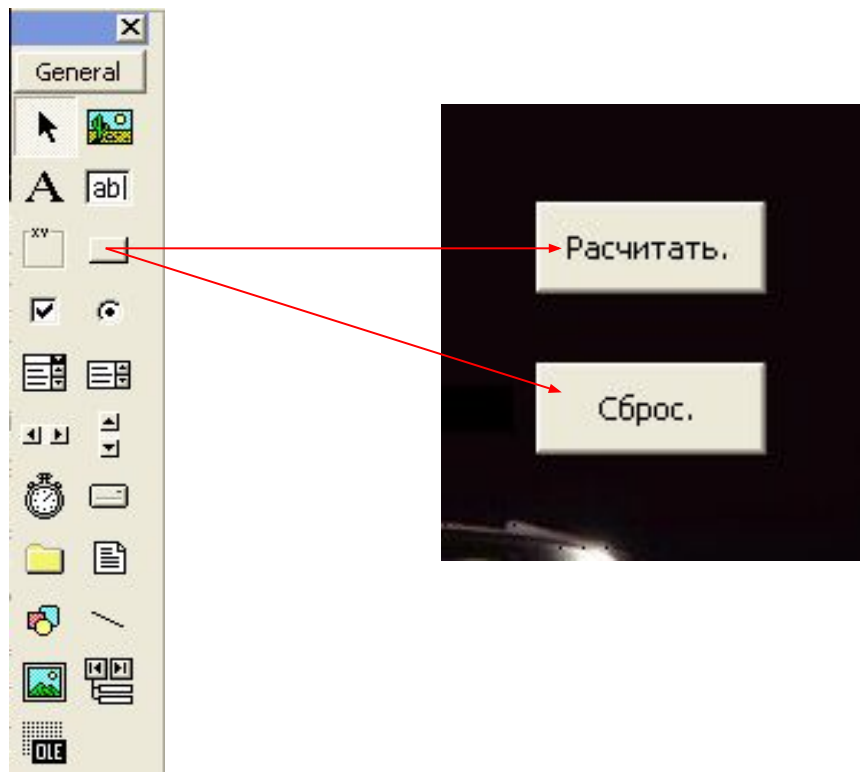 General
A
ab
xv
Расчитать.
Сброс.
OLE